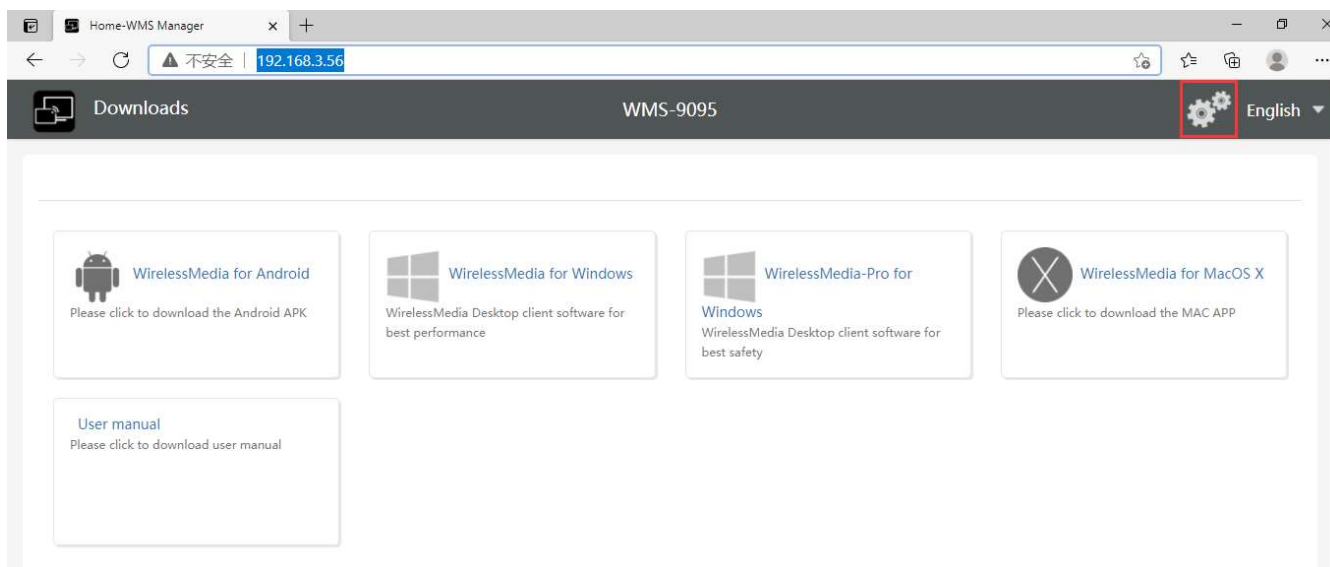 Home-WMS Manager
不安全
192.168.3.56
Downloads
WMS-9095
English
WirelessMedia for Android
Please click to download the Android APK
WirelessMedia for Windows
WirelessMedia Desktop client software for
best performance
WirelessMedia-Pro for
Windows
WirelessMedia Desktop client software for
best safety
WirelessMedia for MacOS X
Please click to download the MAC APP
User manual
Please click to download user manual